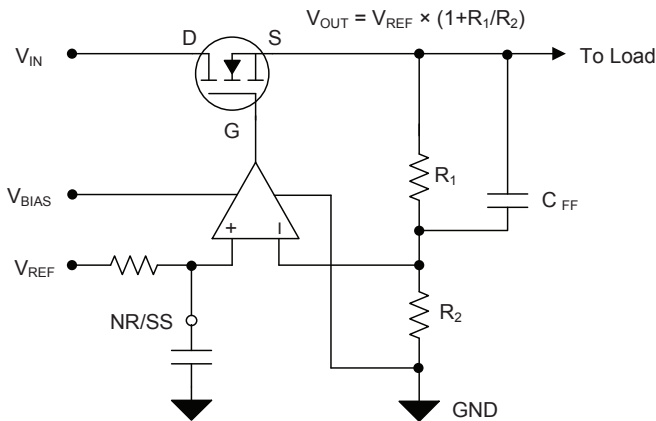 V_OUT = V_REF × (1+R_1/R_2)
D
S
V_IN
To Load
G
R_1
C_FF
V_BIAS
+
–
V_REF
NR/SS
R_2
GND